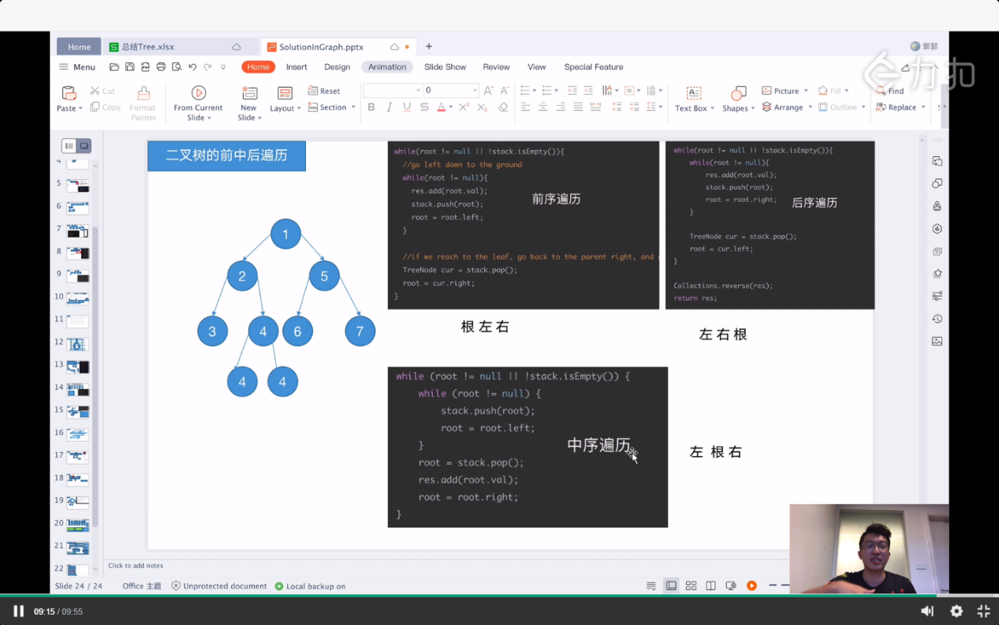 力扣
Home
总结Tree.xlsx
SolutionInGraph.pptx
+
郭郭
Menu
Home
Insert
Design
Animation
Slide Show
Review
View
Special Feature
Paste
Cut
Copy
Format Painter
From Current Slide
New Slide
Layout
Reset
Section
0
B I U S A X² X₂
Text Box
Shapes
Picture
Fill
Find
Arrange
Outline
Replace
4
5
6
7
8
9
10
11
12
13
14
15
16
17
18
19
20
21
22
二叉树的前中后遍历
1
2
5
3
4
6
7
4
4
while(root != null || !stack.isEmpty()){
//go left down to the ground
while(root != null){
res.add(root.val);
stack.push(root);
root = root.left;
}
//if we reach to the leaf, go back to the parent right, and
TreeNode cur = stack.pop();
root = cur.right;
}
前序遍历
根 左 右
while(root != null || !stack.isEmpty()){
while(root != null){
res.add(root.val);
stack.push(root);
root = root.right;
}
TreeNode cur = stack.pop();
root = cur.left;
}
Collections.reverse(res);
return res;
后序遍历
左 右 根
while (root != null || !stack.isEmpty()) {
while (root != null) {
stack.push(root);
root = root.left;
}
root = stack.pop();
res.add(root.val);
root = root.right;
}
中序遍历
左 根 右
Click to add notes
Slide 24 / 24
Office 主题
Unprotected document
Local backup on
09:15 / 09:55